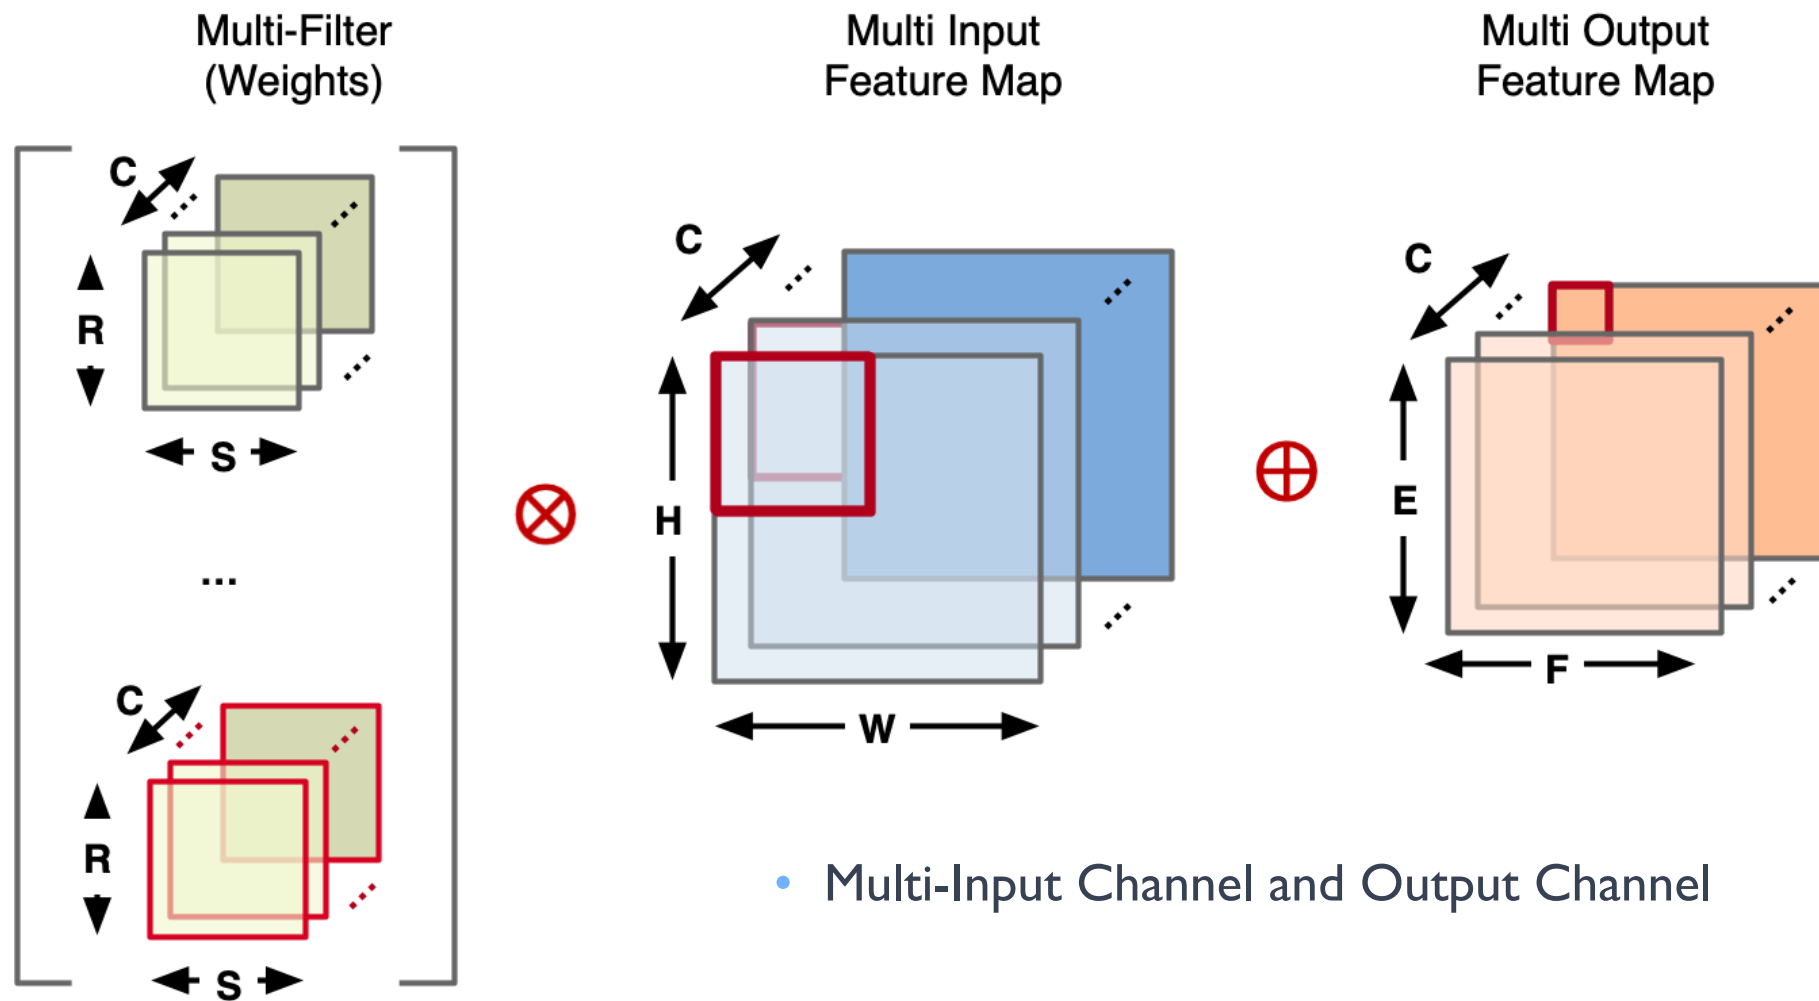 Multi-Filter
(Weights)
Multi Input
Feature Map
Multi Output
Feature Map
C
R
S
...
C
R
S
C
H
W
C
E
F
• Multi-Input Channel and Output Channel